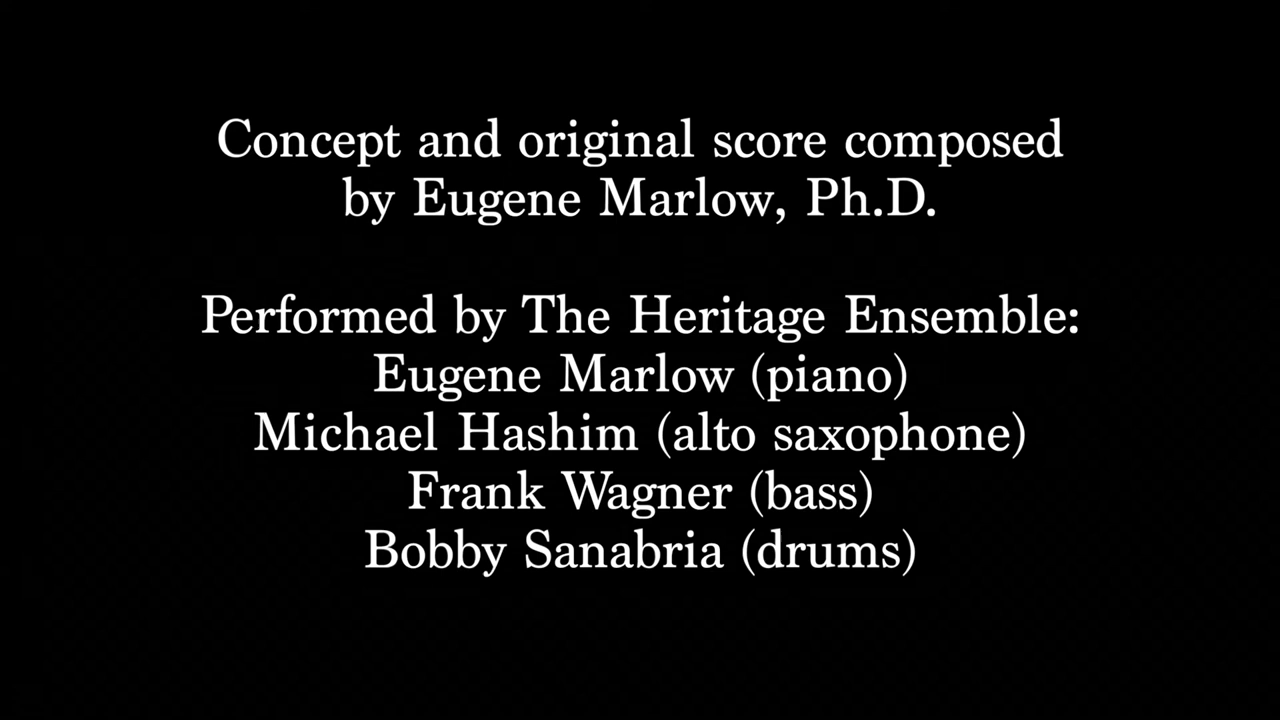 Concept and original score composed
by Eugene Marlow, Ph.D.
Performed by The Heritage Ensemble:
Eugene Marlow (piano)
Michael Hashim (alto saxophone)
Frank Wagner (bass)
Bobby Sanabria (drums)